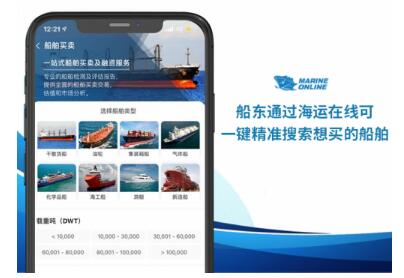 12:21
船舶买卖
一站式船舶买卖及融资服务
专业的船舶检测及评估报告,
提供全面的船舶买卖交易,
估值和市场分析。
选择船舶类型
干散货船
油轮
集装箱船
气体船
化学品船
海工船
游艇
新造船
载重吨（DWT）
< 10,000
10,000 - 30,000
30,001 - 60,000
60,001 - 80,000
80,001 - 100,000
> 100,000
MARINE
ONLINE
船东通过海运在线可
一键精准搜索想买的船舶